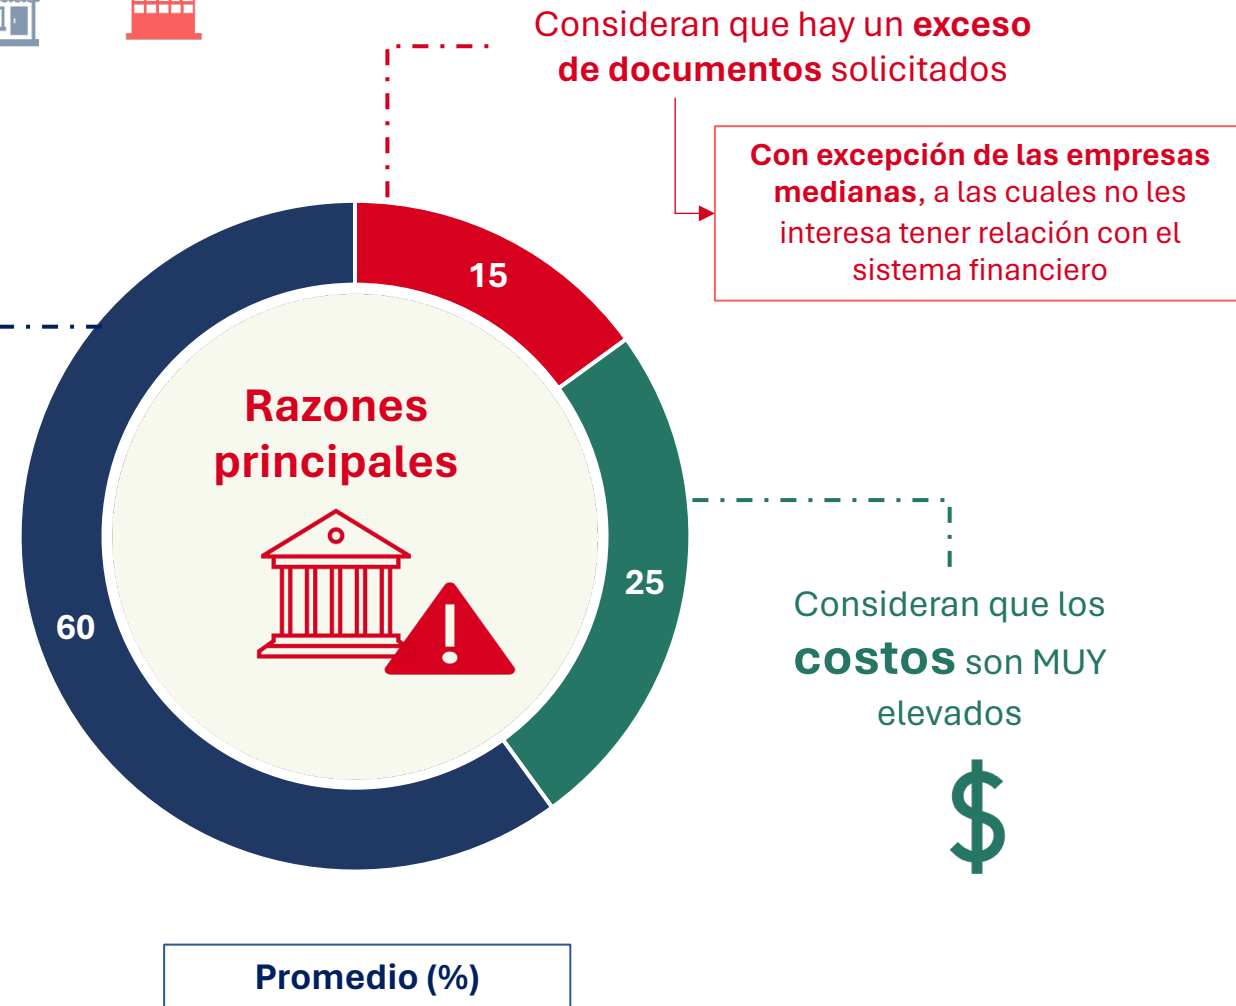 Consideran que hay un exceso
de documentos solicitados
Con excepción de las empresas
medianas, a las cuales no les
interesa tener relación con el
sistema financiero
15
Razones
principales
25
60
Consideran que los
costos son MUY
elevados
$
Promedio (%)